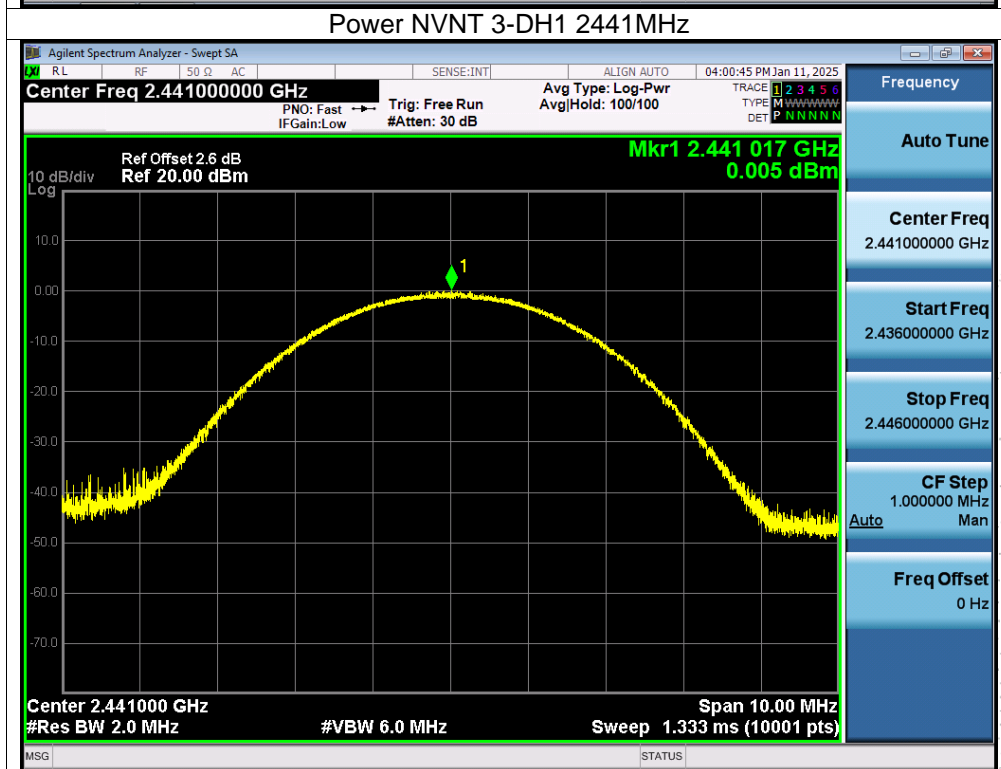 Power NVNT 3-DH1 2441MHz
Agilent Spectrum Analyzer - Swept SA
LXI RL RF 50 Ω AC SENSE:INT ALIGN AUTO 04:00:45 PM Jan 11, 2025
Center Freq 2.441000000 GHz
PNO: Fast
IFGain:Low
Trig: Free Run
#Atten: 30 dB
Avg Type: Log-Pwr
Avg|Hold: 100/100
TRACE 1 2 3 4 5 6
TYPE M WWWWW
DET P N N N N N
Ref Offset 2.6 dB
10 dB/div Ref 20.00 dBm
Log
Mkr1 2.441 017 GHz
0.005 dBm
1
10.0
0.00
-10.0
-20.0
-30.0
-40.0
-50.0
-60.0
-70.0
Center 2.441000 GHz Span 10.00 MHz
#Res BW 2.0 MHz #VBW 6.0 MHz Sweep 1.333 ms (10001 pts)
MSG STATUS
Frequency
Auto Tune
Center Freq
2.441000000 GHz
Start Freq
2.436000000 GHz
Stop Freq
2.446000000 GHz
CF Step
1.000000 MHz
Auto Man
Freq Offset
0 Hz